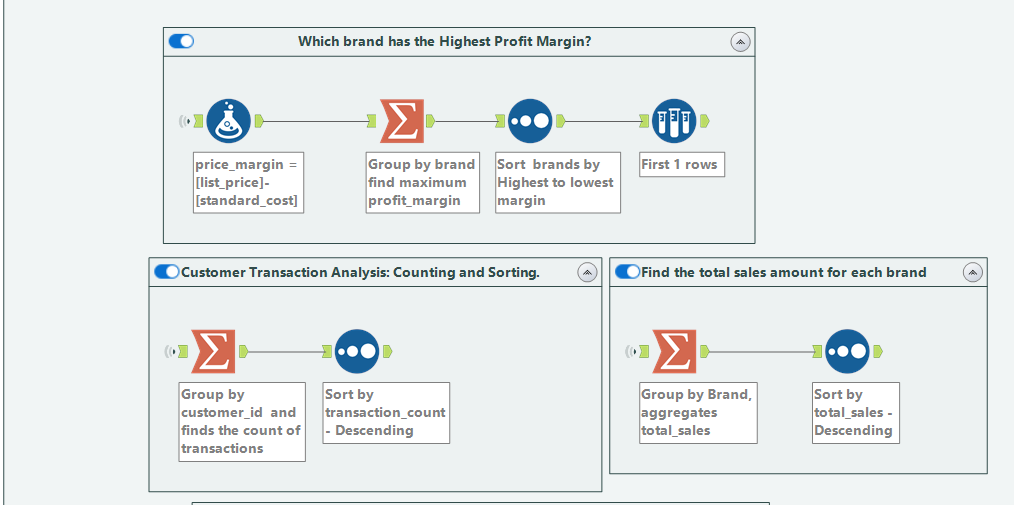 Which brand has the Highest Profit Margin?
price_margin =
[list_price]-
[standard_cost]
Group by brand
find maximum
profit_margin
Sort brands by
Highest to lowest
margin
First 1 rows
Customer Transaction Analysis: Counting and Sorting.
Group by
customer_id and
finds the count of
transactions
Sort by
transaction_count
- Descending
Find the total sales amount for each brand
Group by Brand,
aggregates
total_sales
Sort by
total_sales -
Descending